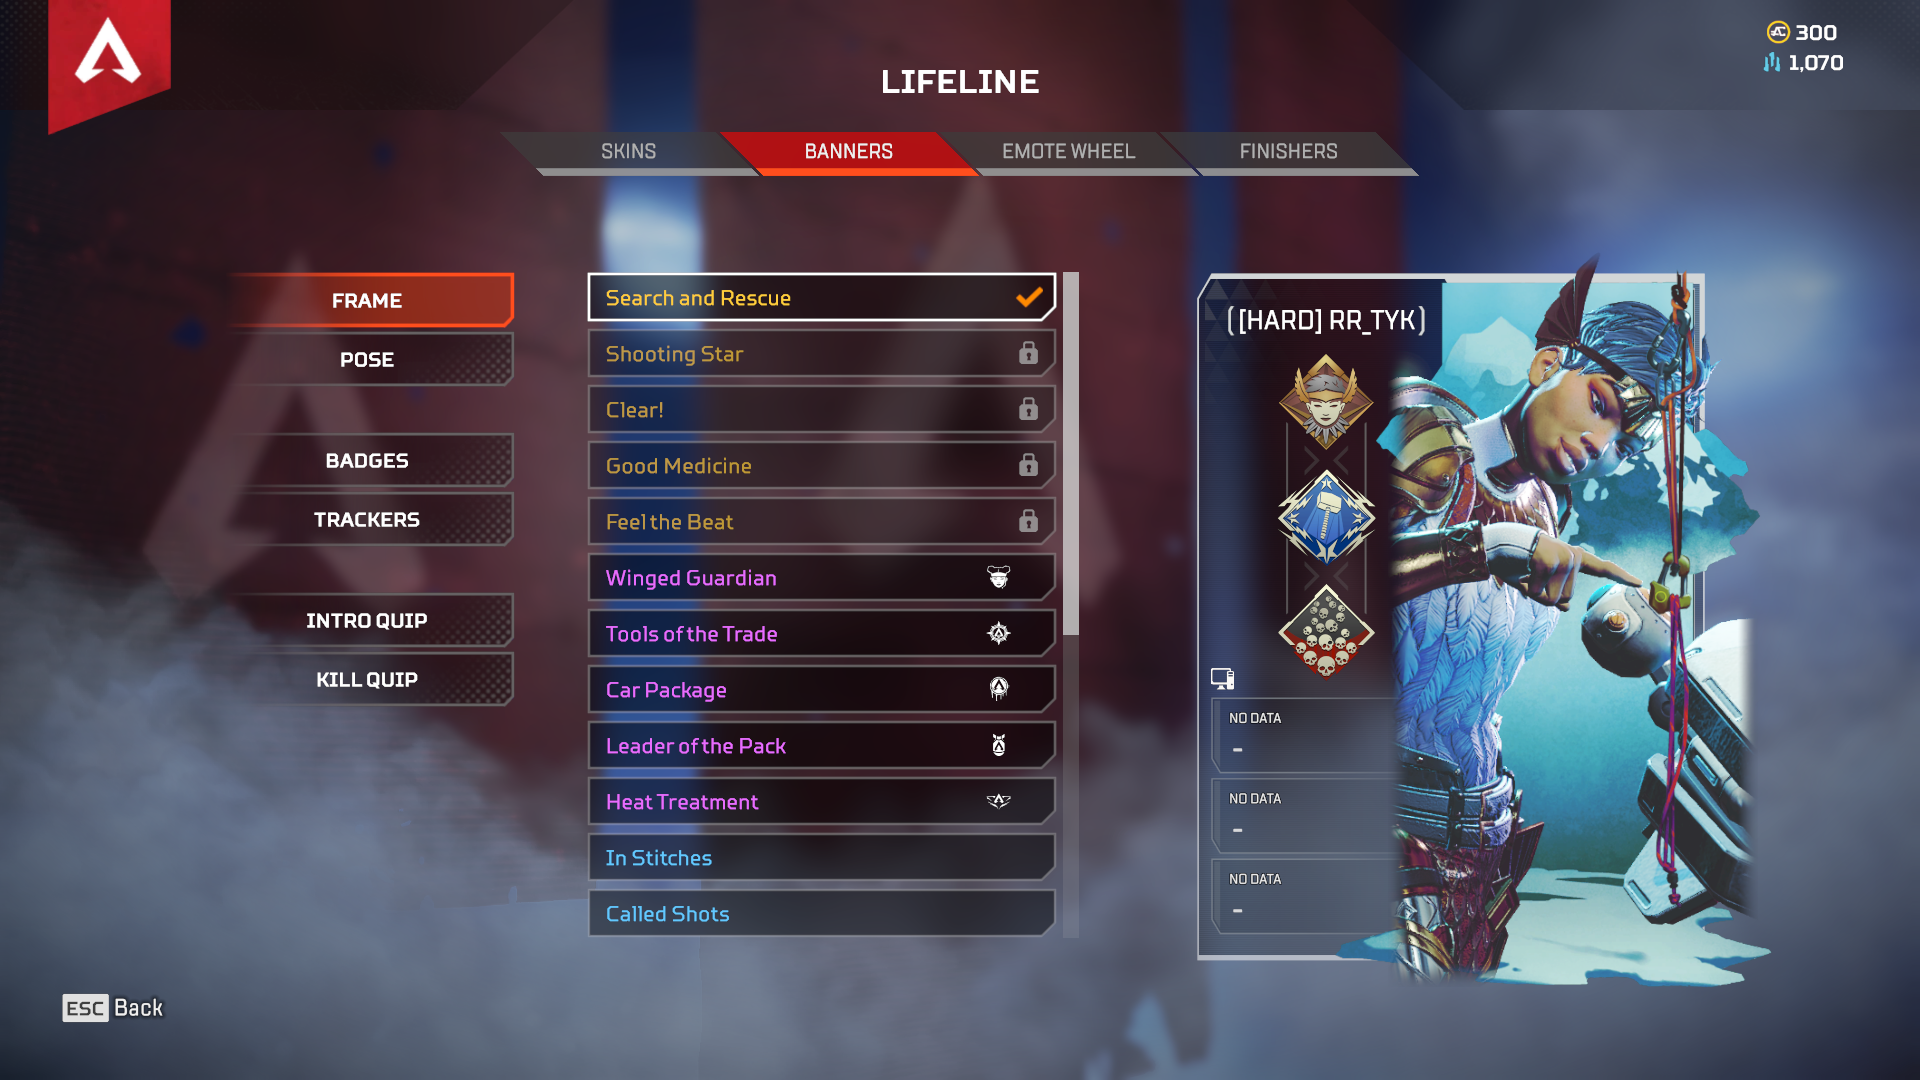 300
1,070
LIFELINE
SKINS
BANNERS
EMOTE WHEEL
FINISHERS
FRAME
POSE
BADGES
TRACKERS
INTRO QUIP
KILL QUIP
Search and Rescue
Shooting Star
Clear!
Good Medicine
Feel the Beat
Winged Guardian
Tools of the Trade
Car Package
Leader of the Pack
Heat Treatment
In Stitches
Called Shots
([HARD] RR_TYK)
NO DATA
-
NO DATA
-
NO DATA
-
ESC Back